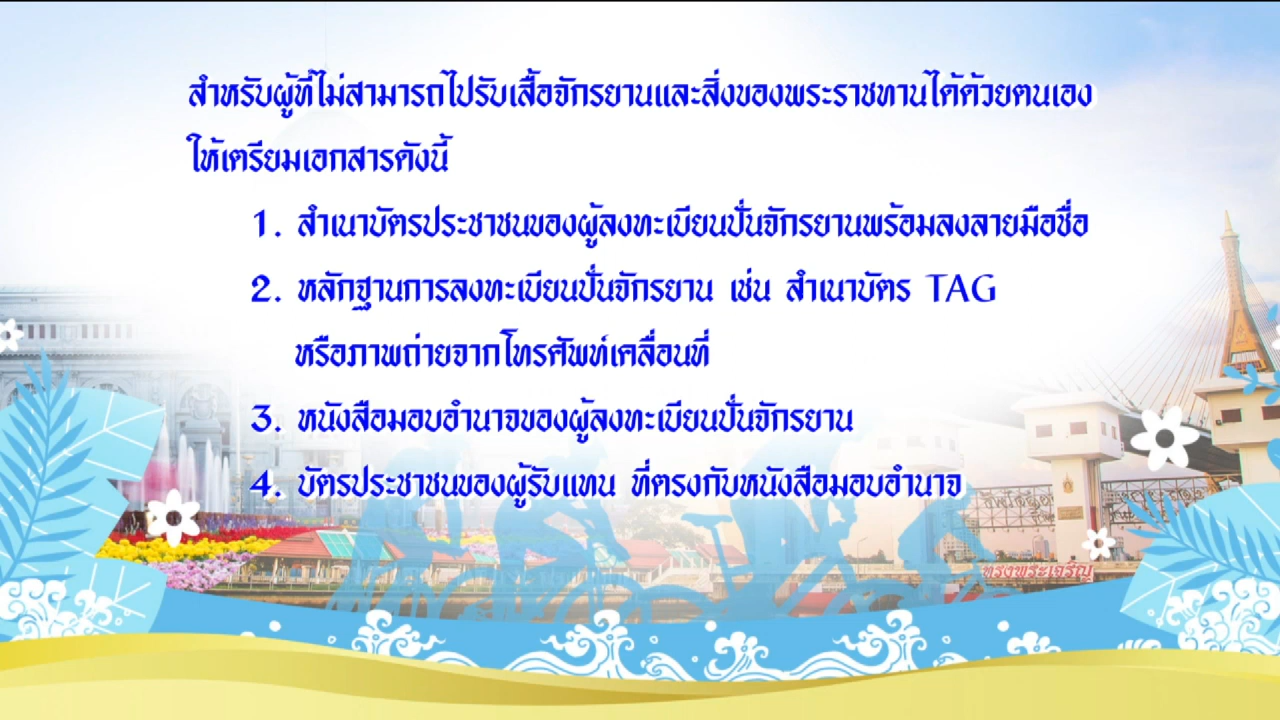 สำหรับผู้ที่ไม่สามารถไปรับเสื้อจักรยานและสิ่งของพระราชทานได้ด้วยตนเอง
ให้เตรียมเอกสารดังนี้
1. สำเนาบัตรประชาชนของผู้ลงทะเบียนปั่นจักรยานพร้อมลงลายมือชื่อ
2. หลักฐานการลงทะเบียนปั่นจักรยาน เช่น สำเนาบัตร TAG
หรือภาพถ่ายจากโทรศัพท์เคลื่อนที่
3. หนังสือมอบอำนาจของผู้ลงทะเบียนปั่นจักรยาน
4. บัตรประชาชนของผู้รับแทน ที่ตรงกับหนังสือมอบอำนาจ
ทรงพระเจริญ